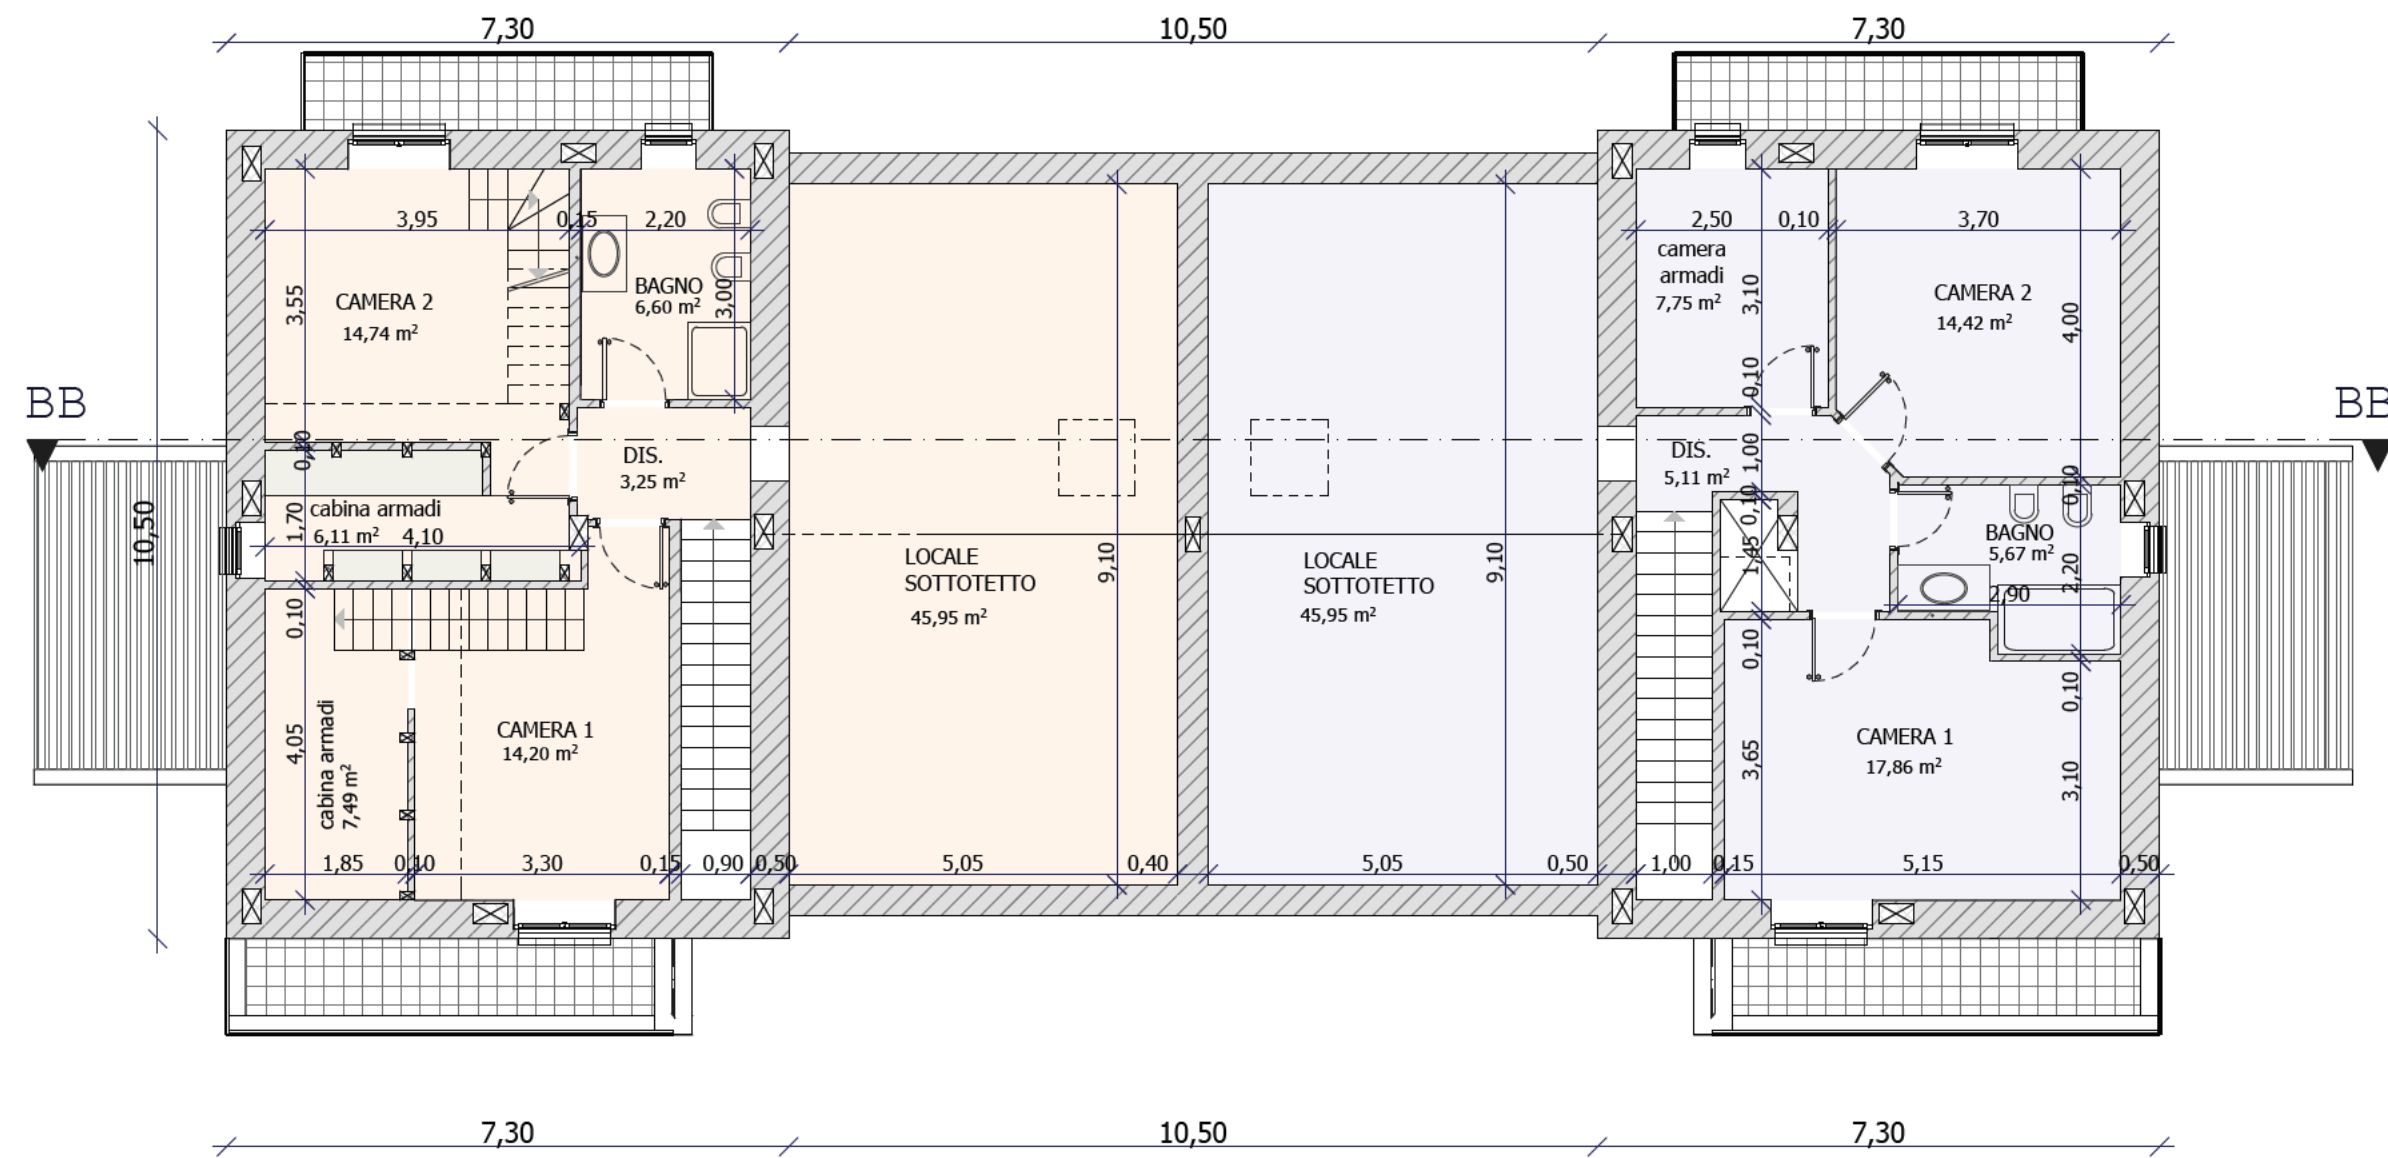 7,30 10,50 7,30
3,95 0,15 2,20
2,50 0,10 3,70
camera
armadi
7,75 m²
3,10
CAMERA 2
14,42 m²
4,00
3,55
CAMERA 2
14,74 m²
BAGNO
6,60 m²
3,00
0,10
BB BB
DIS.
3,25 m²
DIS.
5,11 m²
1,00
0,10
0,10
10,50
1,70
cabina armadi
6,11 m² 4,10
0,10
1,45
BAGNO
5,67 m²
2,20
2,90
LOCALE
SOTTOTETTO
45,95 m²
9,10
LOCALE
SOTTOTETTO
45,95 m²
9,10
0,10
0,10
0,10
4,05
cabina armadi
7,49 m²
CAMERA 1
14,20 m²
3,65
CAMERA 1
17,86 m²
3,10
1,85 0,10 3,30 0,15 0,90 0,50 5,05 0,40 5,05 0,50 1,00 0,15 5,15 0,50
7,30 10,50 7,30